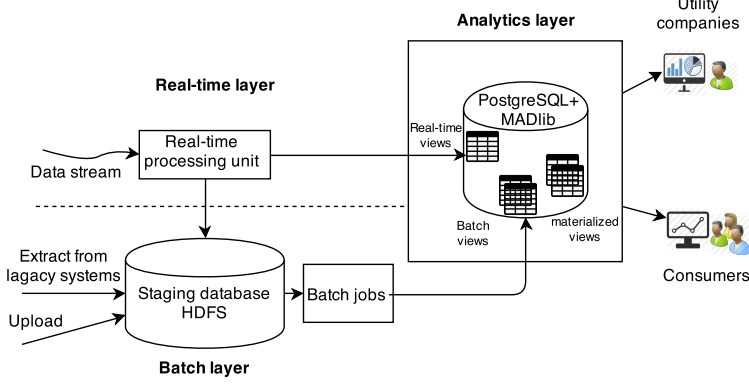 Utility
companies
Analytics layer
Real-time layer
PostgreSQL+
MADlib
Real-time
views
Real-time
processing unit
Data stream
Batch
views
materialized
views
Extract from
lagacy systems
Upload
Staging database
HDFS
Batch jobs
Consumers
Batch layer